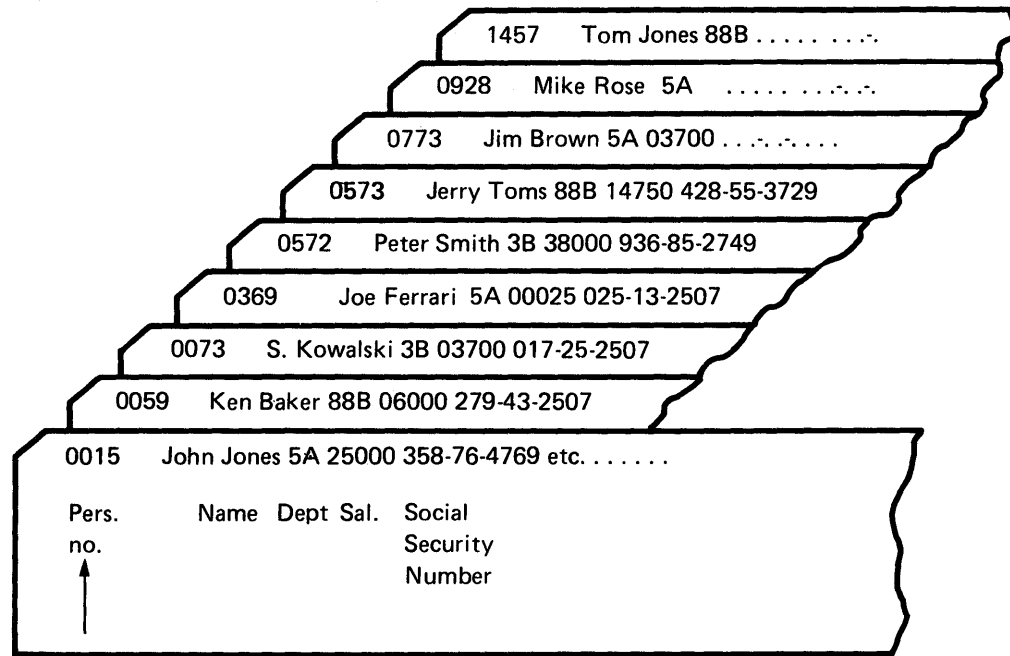 1457 Tom Jones 88B . . . . . . . .-.
0928 Mike Rose 5A . . . . . . . .-. .-.
0773 Jim Brown 5A 03700 . . .-. .-. . . .
0573 Jerry Toms 88B 14750 428-55-3729
0572 Peter Smith 3B 38000 936-85-2749
0369 Joe Ferrari 5A 00025 025-13-2507
0073 S. Kowalski 3B 03700 017-25-2507
0059 Ken Baker 88B 06000 279-43-2507
0015 John Jones 5A 25000 358-76-4769 etc. . . . . . .
Pers. Name Dept Sal. Social
no. Security
Number